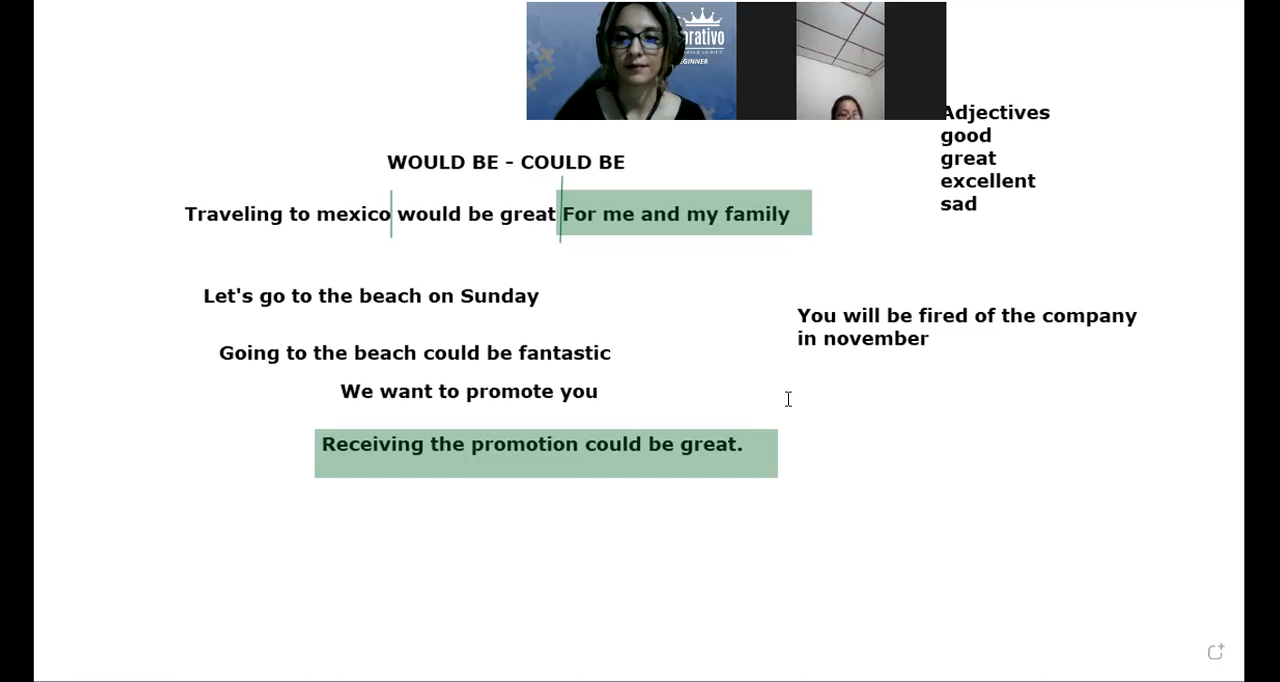 orativo
EGINNER
Adjectives
good
great
excellent
sad
WOULD BE - COULD BE
Traveling to mexico would be great For me and my family
Let's go to the beach on Sunday
You will be fired of the company
in november
Going to the beach could be fantastic
We want to promote you
Receiving the promotion could be great.